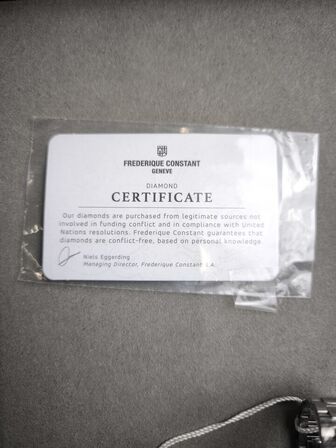 FREDERIQUE CONSTANT
GENEVE
DIAMOND
CERTIFICATE
Our diamonds are purchased from legitimate sources not
involved in funding conflict and in compliance with United
Nations resolutions. Frederique Constant guarantees that
diamonds are conflict-free, based on personal knowledge.
Niels Eggerding
Managing Director, Frederique Constant S.A.